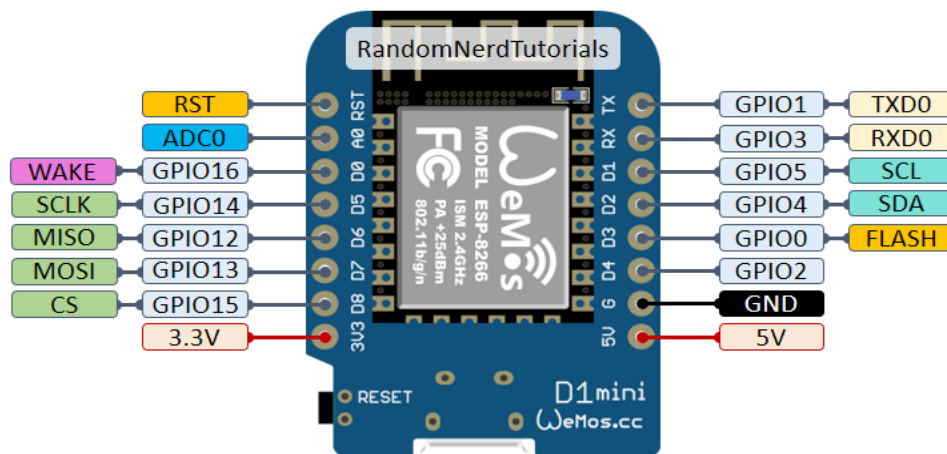 RandomNerdTutorials
RST RST TX GPIO1 TXD0
ADC0 A0 RX GPIO3 RXD0
WAKE GPIO16 D0 D1 GPIO5 SCL
SCLK GPIO14 D5 D2 GPIO4 SDA
MISO GPIO12 D6 D3 GPIO0 FLASH
MOSI GPIO13 D7 D4 GPIO2
CS GPIO15 D8 G GND
3.3V 3V3 5V 5V
WeMos
FC
MODEL ESP-8266
ISM 2.4GHz
PA +25dBm
802.11b/g/n
RESET
D1mini
WeMos.cc